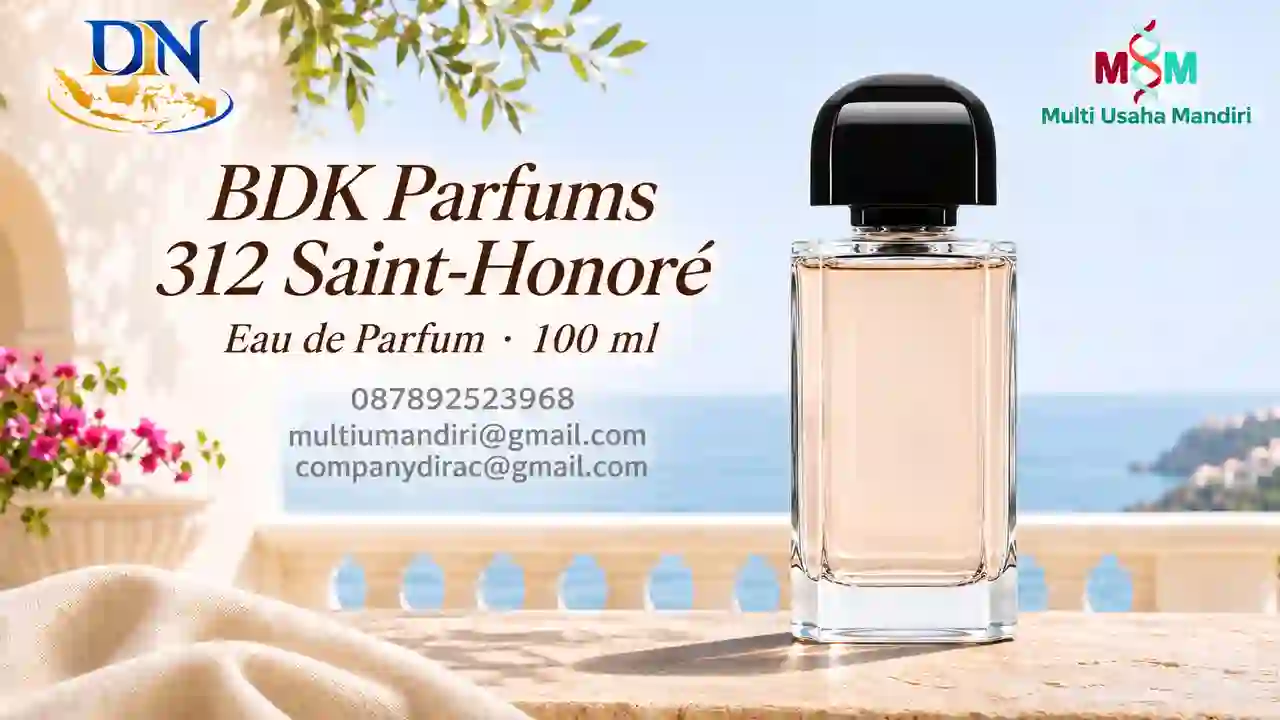 DN
MSM
Multi Usaha Mandiri
BDK Parfums
312 Saint-Honoré
Eau de Parfum · 100 ml
087892523968
multiumandiri@gmail.com
companydirac@gmail.com